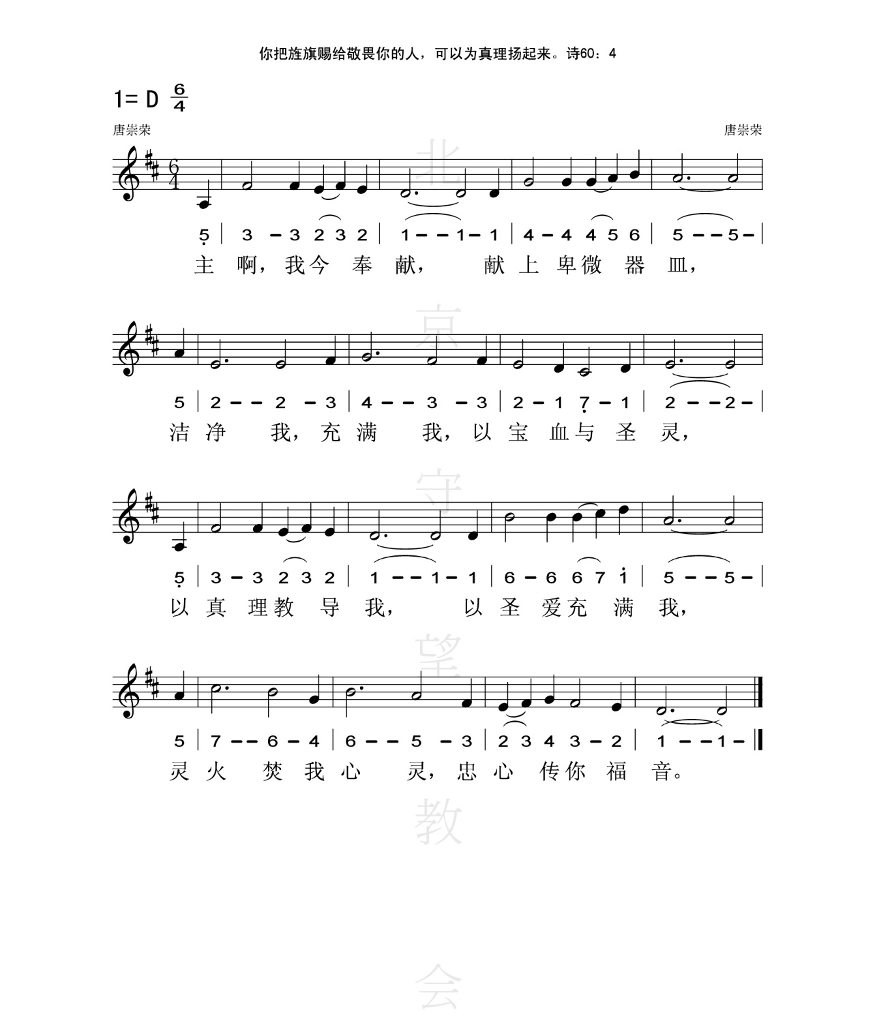 你把旌旗赐给敬畏你的人，可以为真理扬起来。诗60：4
1= D 6/4
唐崇荣 唐崇荣
6/4
5̣ | 3 – 3 2 3 2 | 1 – – 1 – 1 | 4 – 4 4 5 6 | 5 – – 5 – |
主 啊，我今 奉 献， 献 上 卑微 器 皿，
5 | 2 – – 2 – 3 | 4 – – 3 – 3 | 2 – 1 7̣ – 1 | 2 – – 2 – |
洁 净 我，充 满 我，以 宝 血与 圣 灵，
5̣ | 3 – 3 2 3 2 | 1 – – 1 – 1 | 6 – 6 6 7 1̇ | 5 – – 5 – |
以 真 理教 导 我， 以 圣 爱充 满 我，
5 | 7 – – 6 – 4 | 6 – – 5 – 3 | 2 3 4 3 – 2 | 1 – – 1 – ‖
灵 火 焚 我 心 灵，忠 心 传你 福 音。
北
京
守
望
教
会